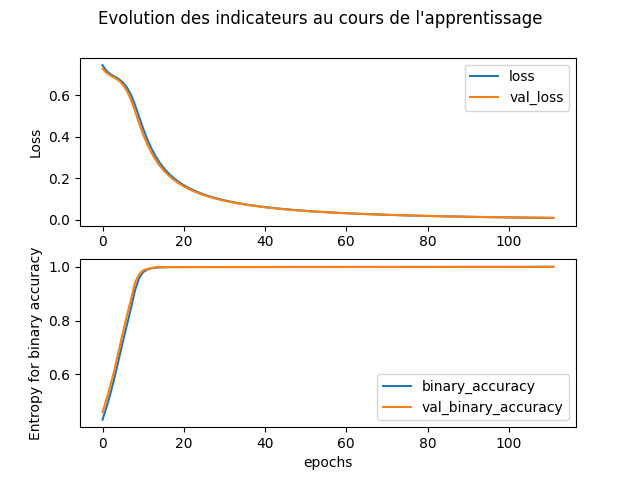 Evolution des indicateurs au cours de l'apprentissage
Loss
0.6
0.4
0.2
0.0
loss
val_loss
0 20 40 60 80 100
Entropy for binary accuracy
1.0
0.8
0.6
binary_accuracy
val_binary_accuracy
0 20 40 60 80 100
epochs